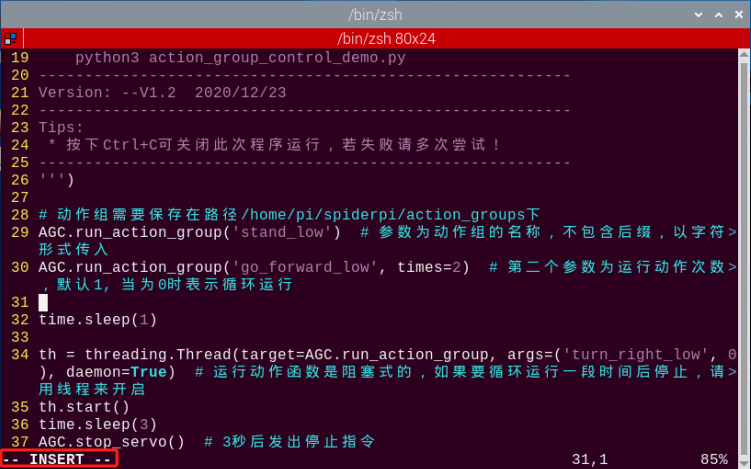 /bin/zsh
/bin/zsh 80x24
19     python3 action_group_control_demo.py
20 ----------------------------------------------------------
21 Version: --V1.2  2020/12/23
22 ----------------------------------------------------------
23 Tips:
24  * 按下Ctrl+C可关闭此次程序运行，若失败请多次尝试！
25 ----------------------------------------------------------
26 ''')
27
28 # 动作组需要保存在路径/home/pi/spiderpi/action_groups下
29 AGC.run_action_group('stand_low')  # 参数为动作组的名称，不包含后缀，以字符>
形式传入
30 AGC.run_action_group('go_forward_low', times=2)  # 第二个参数为运行动作次数>
，默认1, 当为0时表示循环运行
31
32 time.sleep(1)
33
34 th = threading.Thread(target=AGC.run_action_group, args=('turn_right_low', 0
), daemon=True)  # 运行动作函数是阻塞式的，如果要循环运行一段时间后停止，请>
用线程来开启
35 th.start()
36 time.sleep(3)
37 AGC.stop_servo()  # 3秒后发出停止指令
-- INSERT --                                              31,1          85%